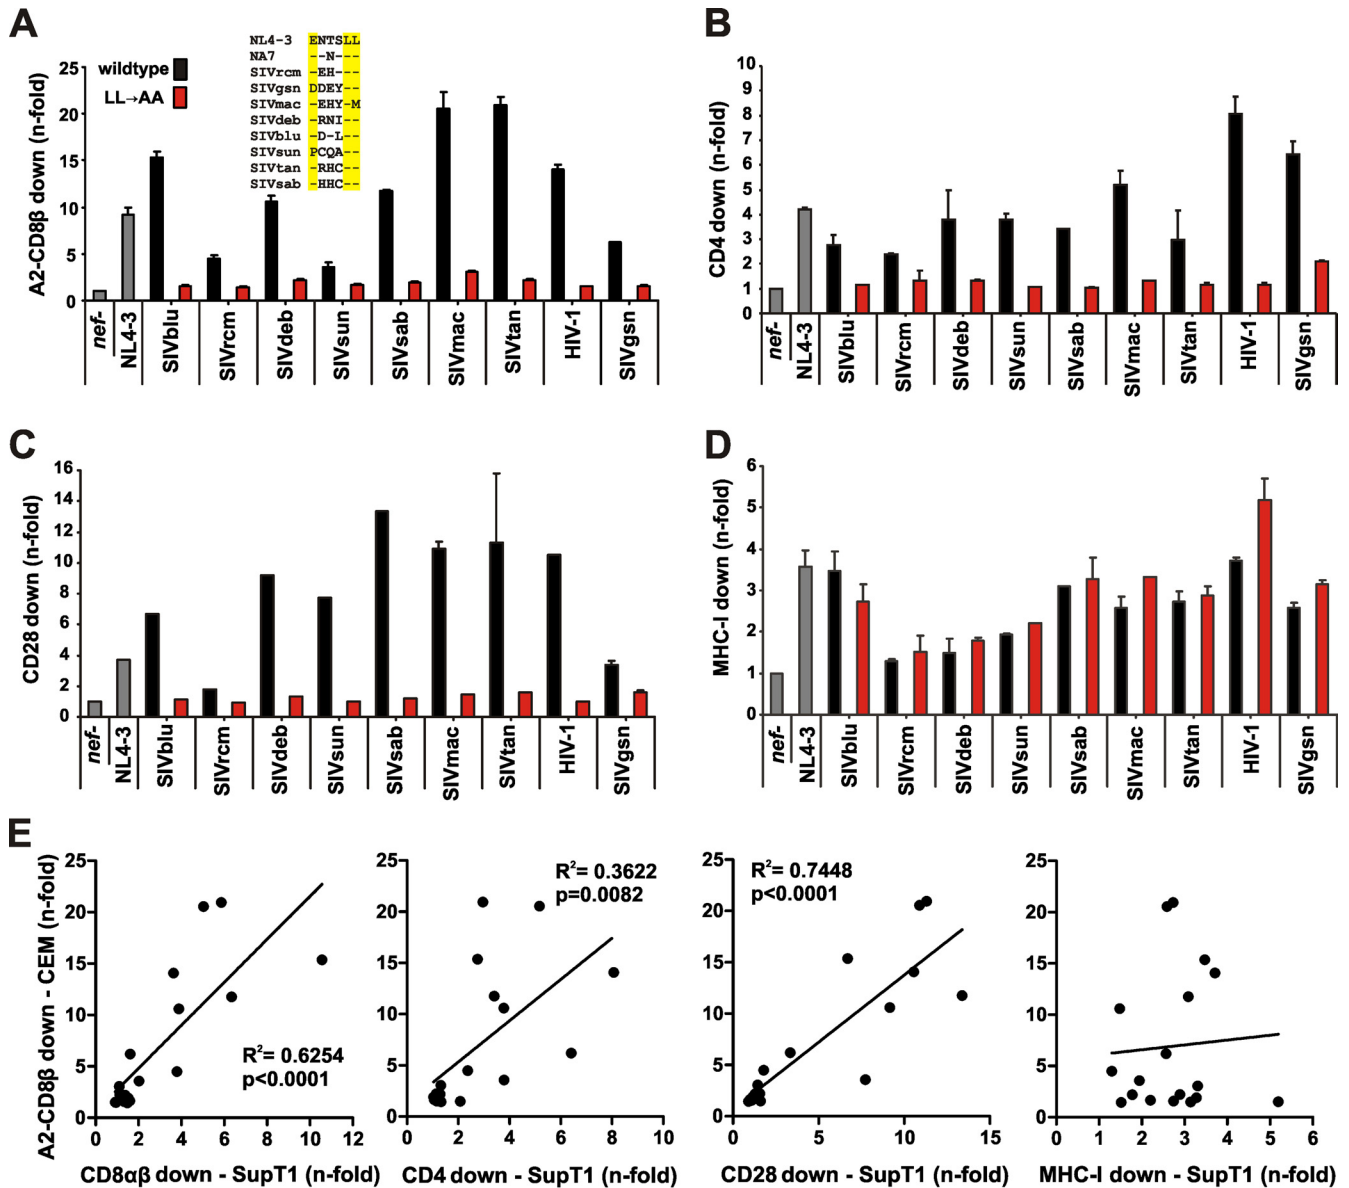 A
A2-CD8β down (n-fold)
25
20
15
10
5
0
wildtype
LL→AA
NL4-3 ENTSLL
NA7 --N---
SIVrcm -EH---
SIVgsn DDEY--
SIVmac -EHY-M
SIVdeb -RNI--
SIVblu -D-L--
SIVsun PCQA--
SIVtan -RHC--
SIVsab -HHC--
nef- NL4-3 SIVblu SIVrcm SIVdeb SIVsun SIVsab SIVmac SIVtan HIV-1 SIVgsn
B
CD4 down (n-fold)
10
9
8
7
6
5
4
3
2
1
0
nef- NL4-3 SIVblu SIVrcm SIVdeb SIVsun SIVsab SIVmac SIVtan HIV-1 SIVgsn
C
CD28 down (n-fold)
16
14
12
10
8
6
4
2
0
nef- NL4-3 SIVblu SIVrcm SIVdeb SIVsun SIVsab SIVmac SIVtan HIV-1 SIVgsn
D
MHC-I down (n-fold)
6
5
4
3
2
1
0
nef- NL4-3 SIVblu SIVrcm SIVdeb SIVsun SIVsab SIVmac SIVtan HIV-1 SIVgsn
E
A2-CD8β down - CEM (n-fold)
25
20
15
10
5
0
R²= 0.6254
p<0.0001
0 2 4 6 8 10 12
CD8αβ down - SupT1 (n-fold)
25
20
15
10
5
0
R²= 0.3622
p=0.0082
0 2 4 6 8 10
CD4 down - SupT1 (n-fold)
25
20
15
10
5
0
R²= 0.7448
p<0.0001
0 5 10 15
CD28 down - SupT1 (n-fold)
25
20
15
10
5
0
0 1 2 3 4 5 6
MHC-I down - SupT1 (n-fold)